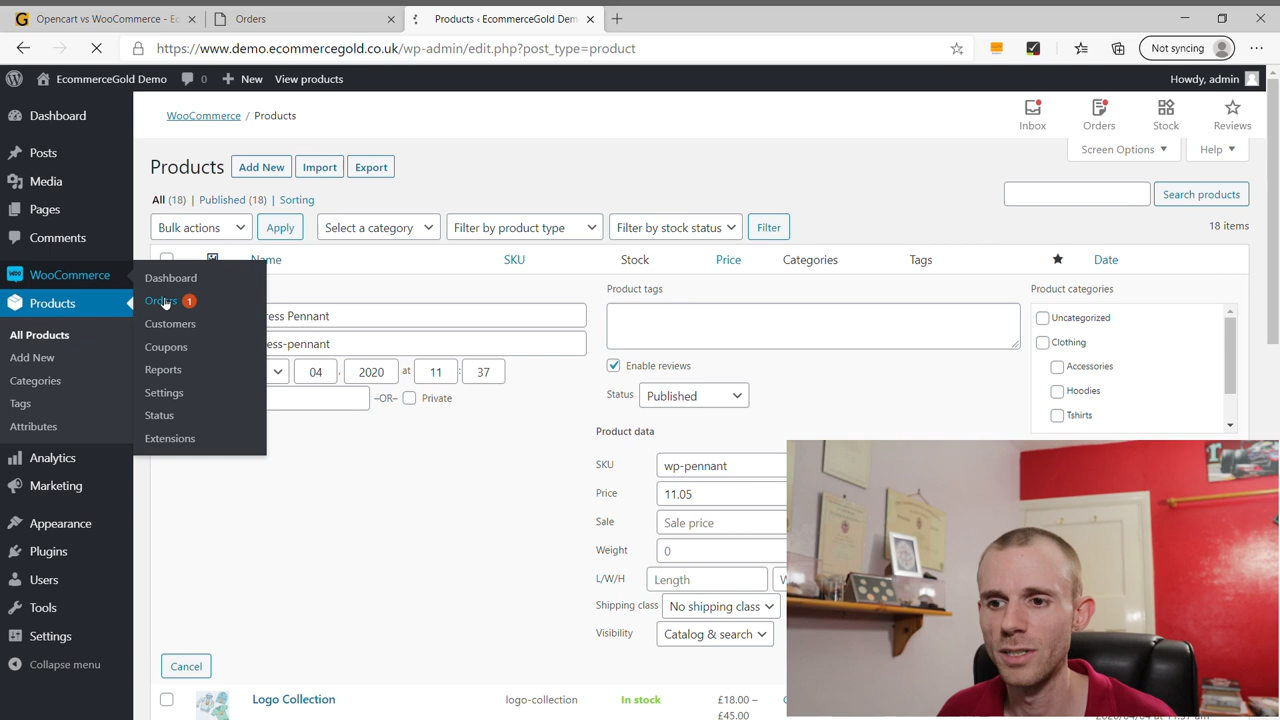 Opencart vs WooCommerce - Ec
Orders
Products ‹ EcommerceGold Dem
https://www.demo.ecommercegold.co.uk/wp-admin/edit.php?post_type=product
Not syncing
EcommerceGold Demo 0 New View products
Howdy, admin
Dashboard
Posts
Media
Pages
Comments
WooCommerce
Products
All Products
Add New
Categories
Tags
Attributes
Analytics
Marketing
Appearance
Plugins
Users
Tools
Settings
Collapse menu
Dashboard
Orders 1
Customers
Coupons
Reports
Settings
Status
Extensions
WooCommerce / Products
Inbox Orders Stock Reviews
Screen Options Help
Products Add New Import Export
All (18) | Published (18) | Sorting
Search products
Bulk actions Apply Select a category Filter by product type Filter by stock status Filter
18 items
Name SKU Stock Price Categories Tags Date
ress Pennant
ess-pennant
04 , 2020 at 11 : 37
–OR– Private
Product tags
Enable reviews
Status Published
Product categories
Uncategorized
Clothing
Accessories
Hoodies
Tshirts
Product data
SKU wp-pennant
Price 11.05
Sale Sale price
Weight 0
L/W/H Length W
Shipping class No shipping class
Visibility Catalog & search
Cancel
Logo Collection logo-collection In stock £18.00 –
£45.00